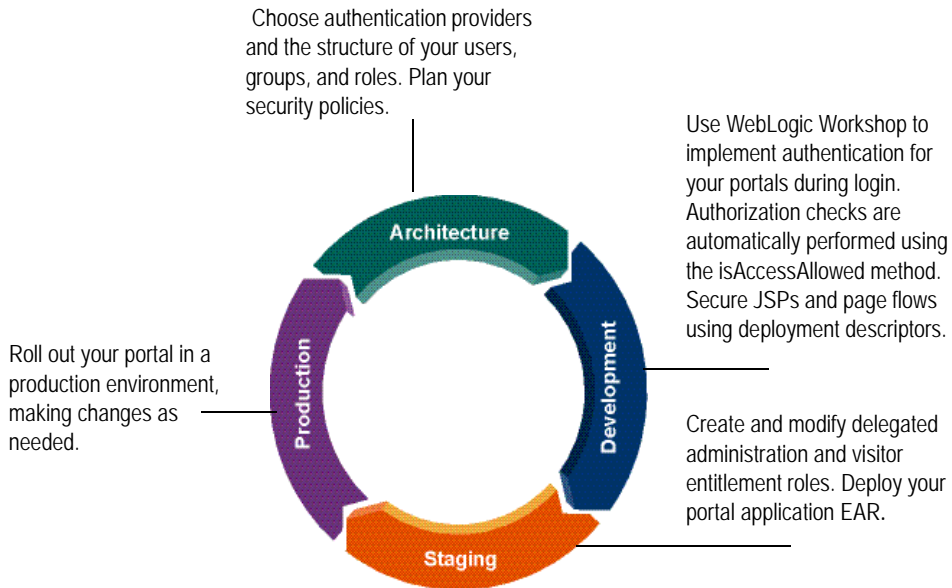 Choose authentication providers
and the structure of your users,
groups, and roles. Plan your
security policies.
Use WebLogic Workshop to
implement authentication for
your portals during login.
Authorization checks are
automatically performed using
the isAccessAllowed method.
Secure JSPs and page flows
using deployment descriptors.
Architecture
Development
Production
Staging
Roll out your portal in a
production environment,
making changes as
needed.
Create and modify delegated
administration and visitor
entitlement roles. Deploy your
portal application EAR.